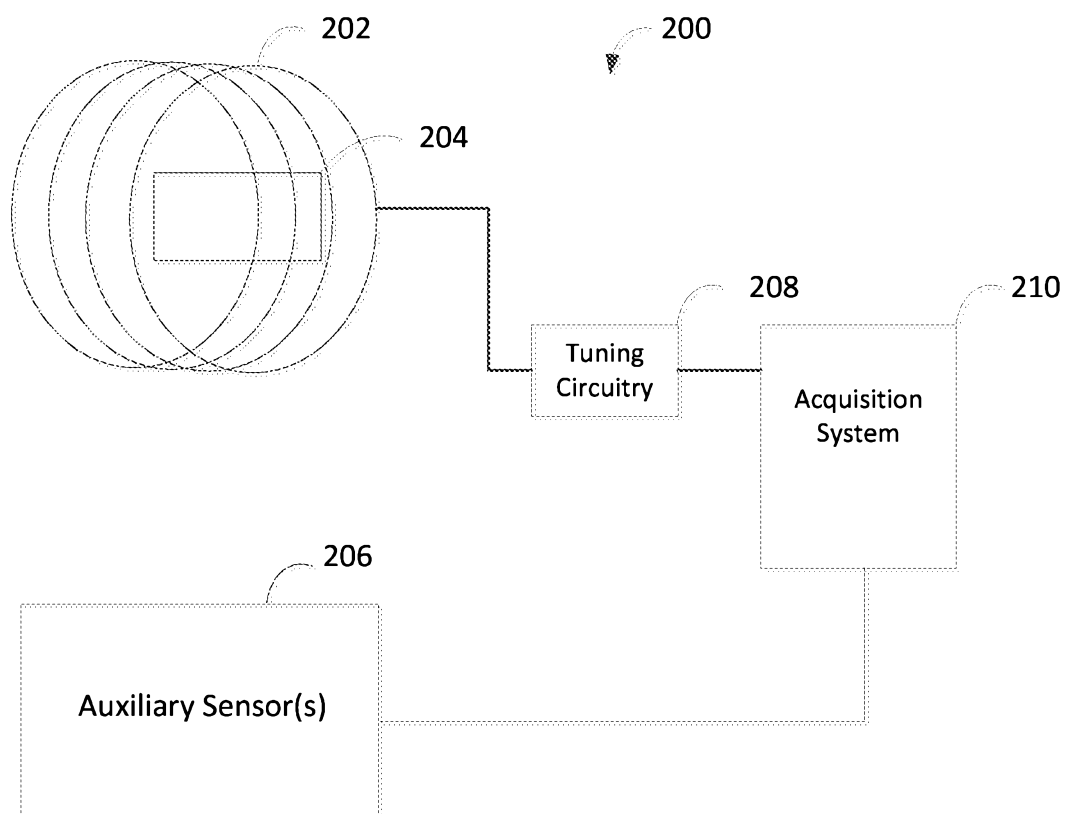 202
200
204
208
210
Tuning
Circuitry
Acquisition
System
206
Auxiliary Sensor(s)